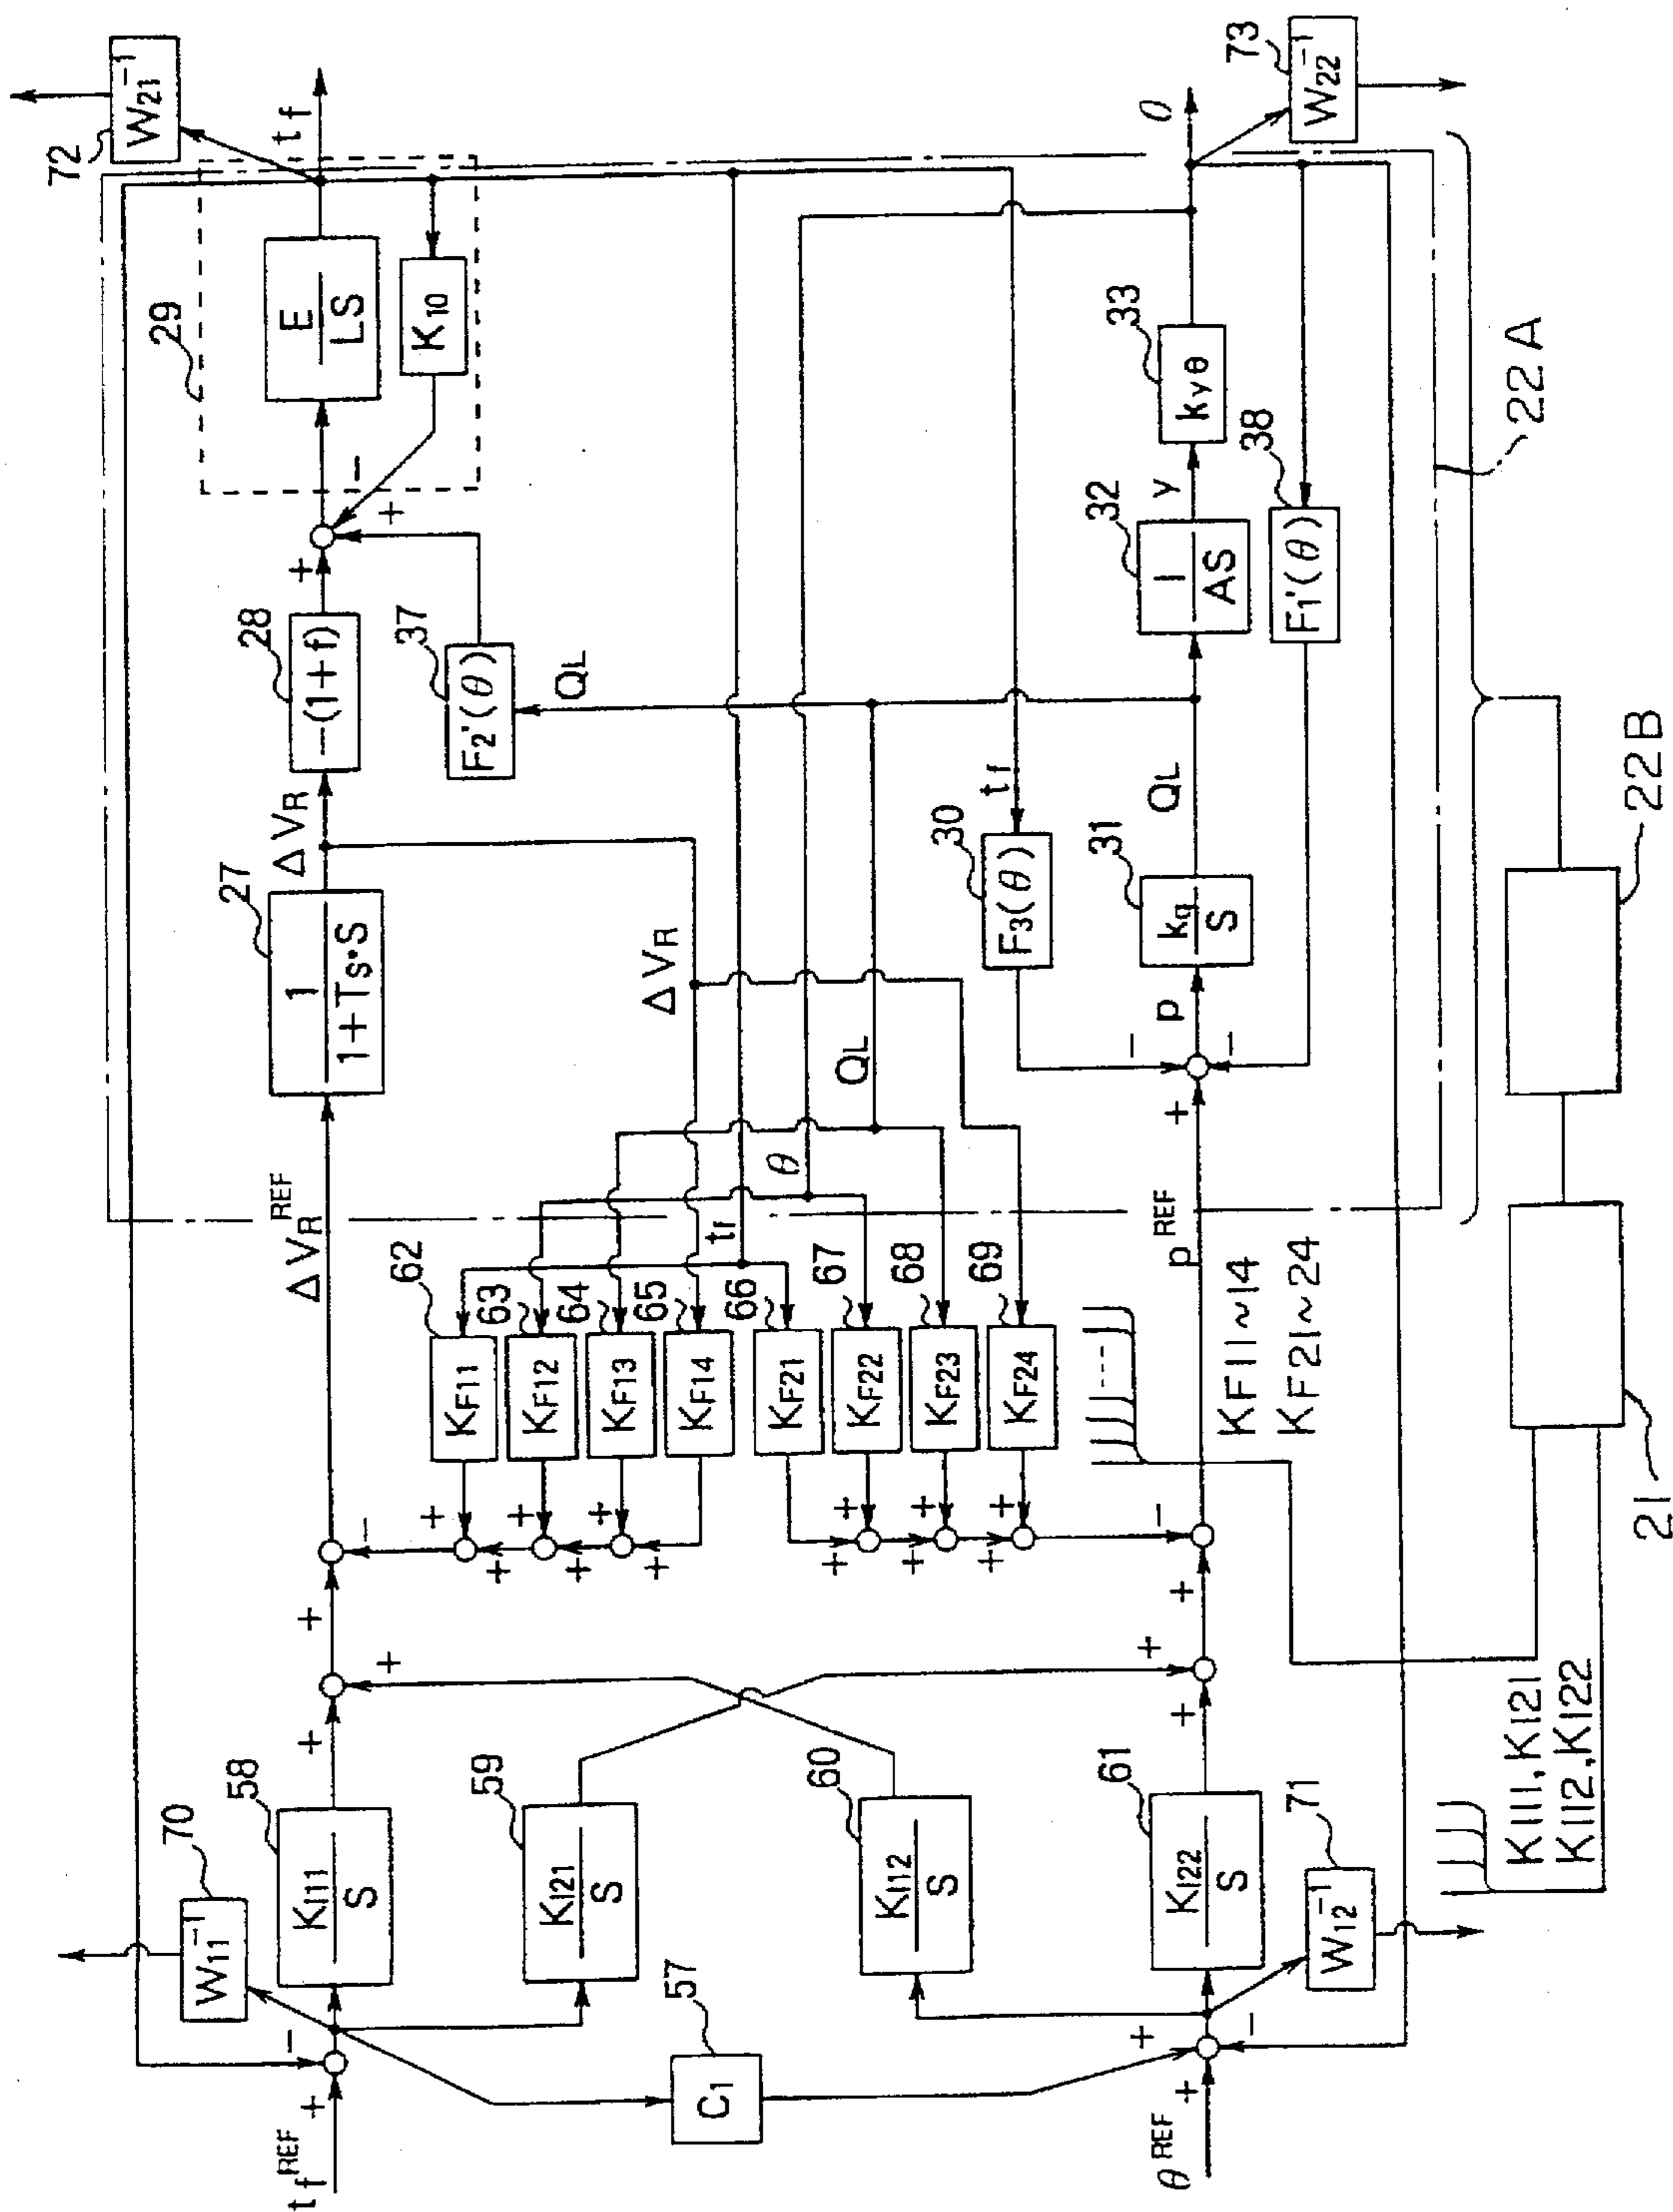 72
W21⁻¹
tf
29
E
LS
K10
−
+
+
28
−(1+f)
37
F2'(θ)
QL
ΔVR
27
1
1+Ts•S
ΔVR^REF
ΔVR
73
W22⁻¹
θ
33
kyθ
y
32
1
AS
38
F1'(θ)
tf
30
F3(θ)
QL
31
kq
S
p
−
−
+
p^REF
QL
θ
tf
62
KF11
63
KF12
64
KF13
65
KF14
66
KF21
67
KF22
68
KF23
69
KF24
−
+
+
+
+
+
+
+
+
+
+
+
+
−
KF11~14
KF21~24
22A
22B
21
+
+
+
+
+
+
58
KI11
S
59
KI21
S
60
KI12
S
61
KI22
S
70
W11⁻¹
71
W12⁻¹
KI11,KI21
KI12,KI22
57
C1
−
+
tf^REF
+
−
+
θ^REF